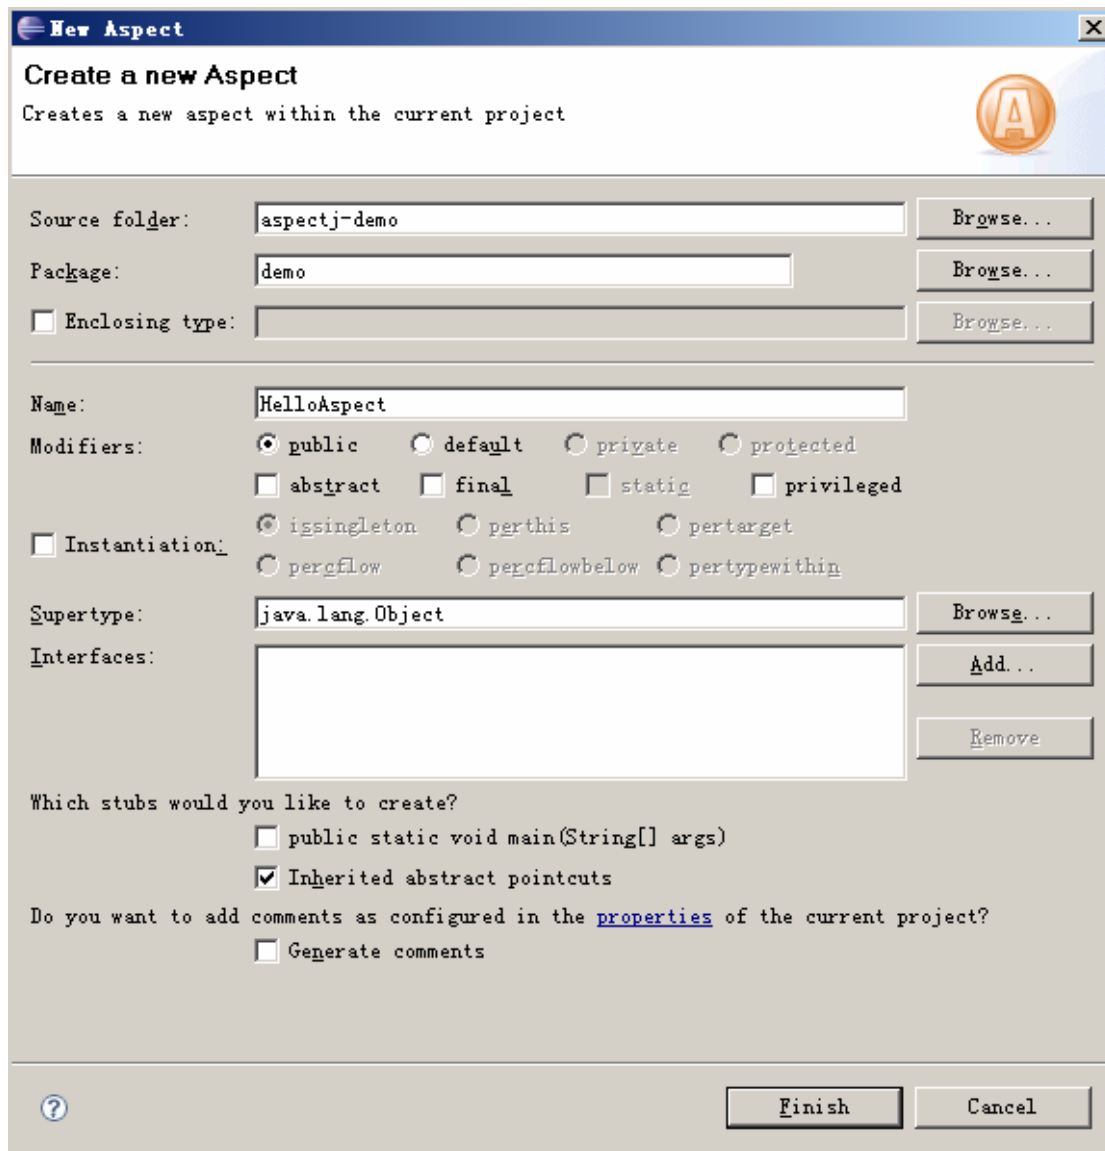 New Aspect
Create a new Aspect
Creates a new aspect within the current project
A
Source folder: aspectj-demo Browse...
Package: demo Browse...
Enclosing type: Browse...
Name: HelloAspect
Modifiers: public default private protected
abstract final static privileged
Instantiation: issingleton perthis pertarget
percflow percflowbelow pertypewithin
Supertype: java.lang.Object Browse...
Interfaces: Add...
Remove
Which stubs would you like to create?
public static void main(String[] args)
Inherited abstract pointcuts
Do you want to add comments as configured in the properties of the current project?
Generate comments
? Finish Cancel